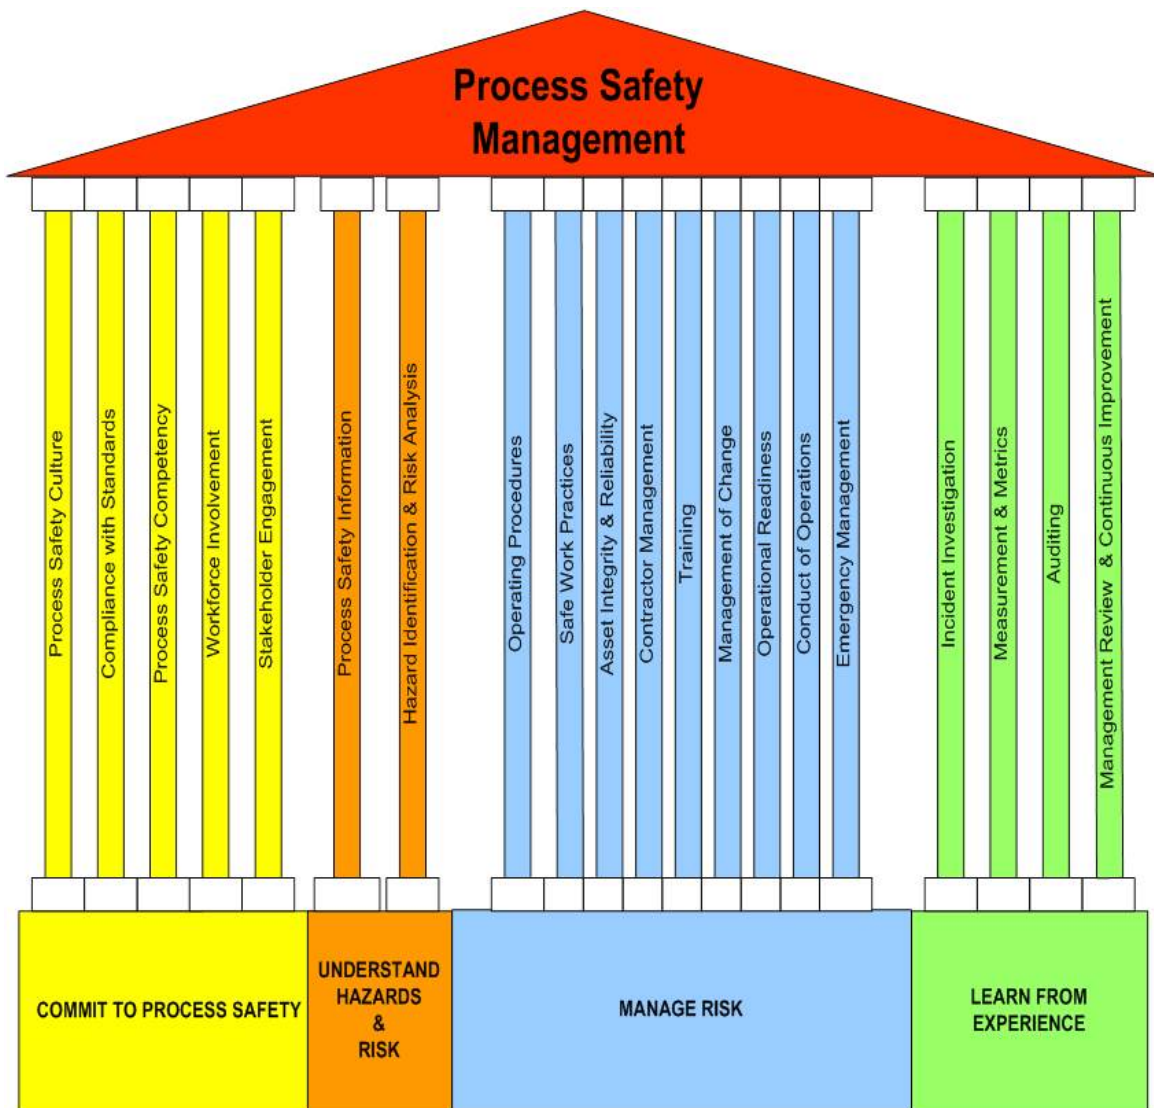 Process Safety
Management
Process Safety Culture
Compliance with Standards
Process Safety Competency
Workforce Involvement
Stakeholder Engagement
Process Safety Information
Hazard Identification & Risk Analysis
Operating Procedures
Safe Work Practices
Asset Integrity & Reliability
Contractor Management
Training
Management of Change
Operational Readiness
Conduct of Operations
Emergency Management
Incident Investigation
Measurement & Metrics
Auditing
Management Review & Continuous Improvement
COMMIT TO PROCESS SAFETY
UNDERSTAND
HAZARDS
&
RISK
MANAGE RISK
LEARN FROM
EXPERIENCE